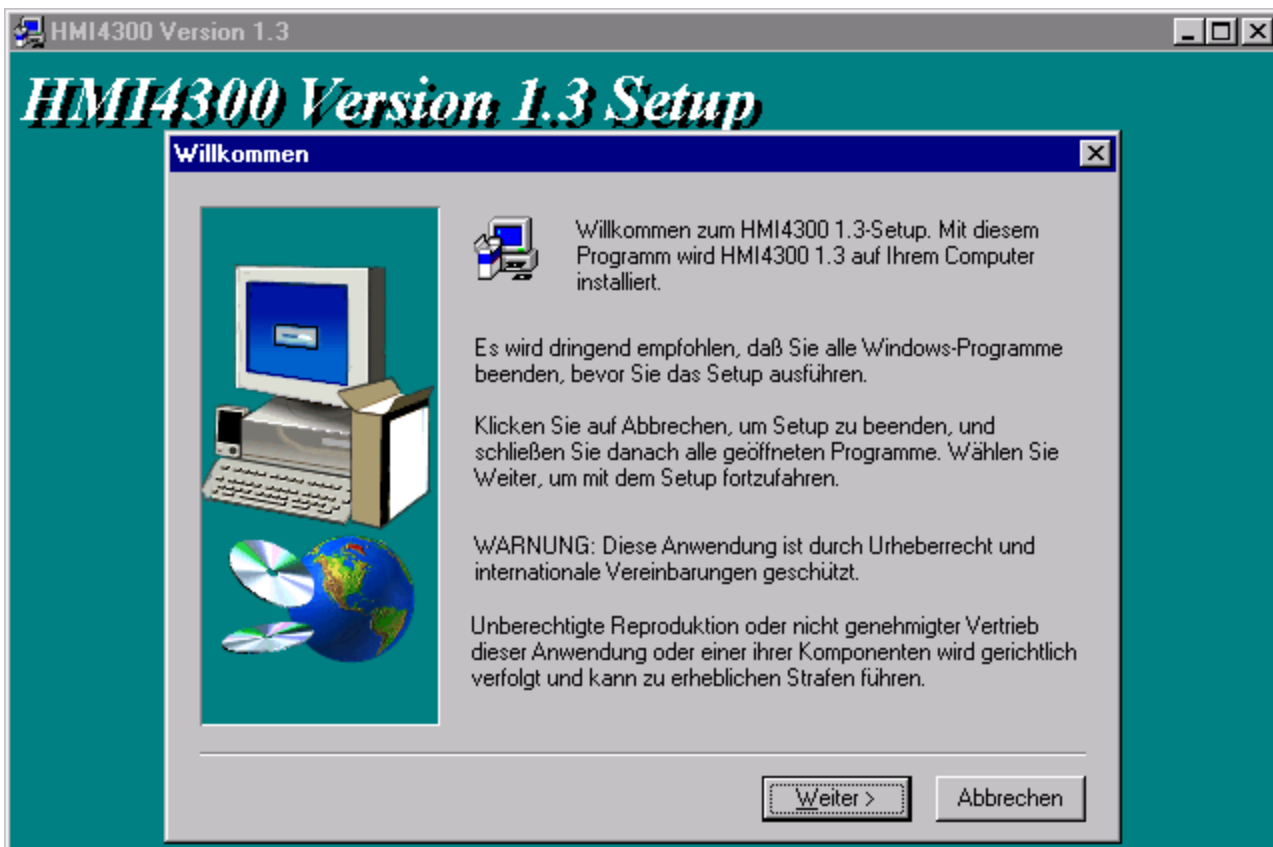 HMI4300 Version 1.3
HMI4300 Version 1.3 Setup
Willkommen
Willkommen zum HMI4300 1.3-Setup. Mit diesem
Programm wird HMI4300 1.3 auf Ihrem Computer
installiert.
Es wird dringend empfohlen, daß Sie alle Windows-Programme
beenden, bevor Sie das Setup ausführen.
Klicken Sie auf Abbrechen, um Setup zu beenden, und
schließen Sie danach alle geöffneten Programme. Wählen Sie
Weiter, um mit dem Setup fortzufahren.
WARNUNG: Diese Anwendung ist durch Urheberrecht und
internationale Vereinbarungen geschützt.
Unberechtigte Reproduktion oder nicht genehmigter Vertrieb
dieser Anwendung oder einer ihrer Komponenten wird gerichtlich
verfolgt und kann zu erheblichen Strafen führen.
Weiter >
Abbrechen